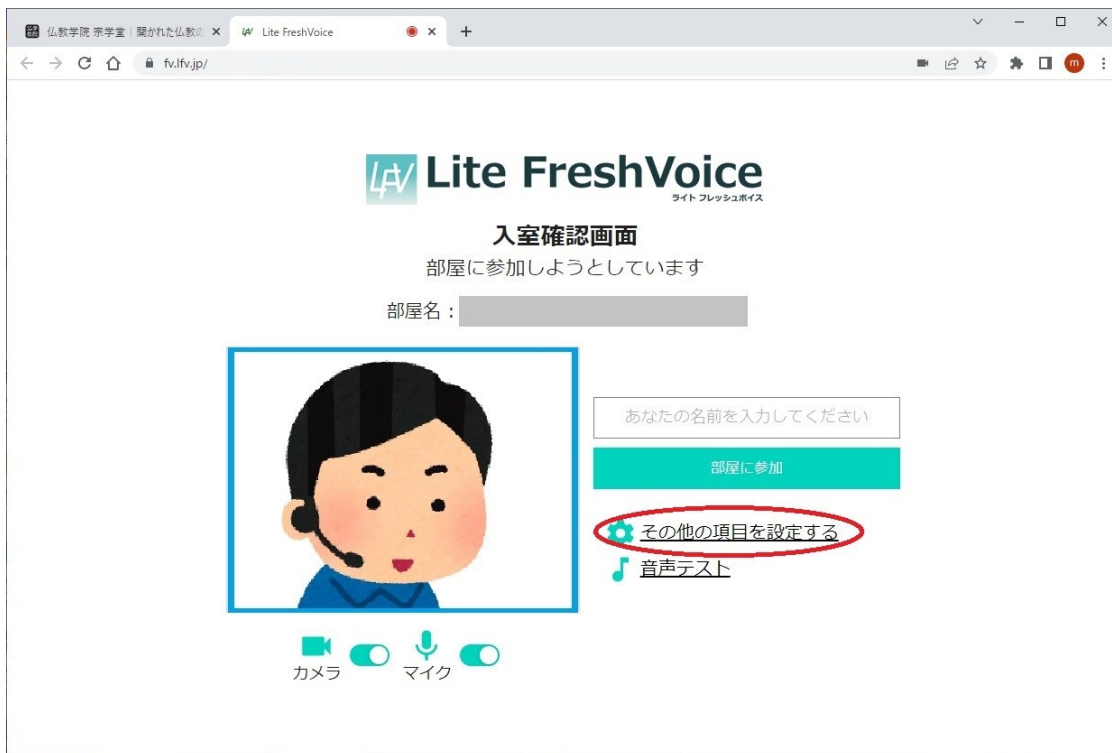 仏教学院 宗学堂｜開かれた仏教の
LFV Lite FreshVoice
fv.lfv.jp/
m
LFV Lite FreshVoice
ライト フレッシュボイス
入室確認画面
部屋に参加しようとしています
部屋名：
あなたの名前を入力してください
部屋に参加
その他の項目を設定する
音声テスト
カメラ マイク